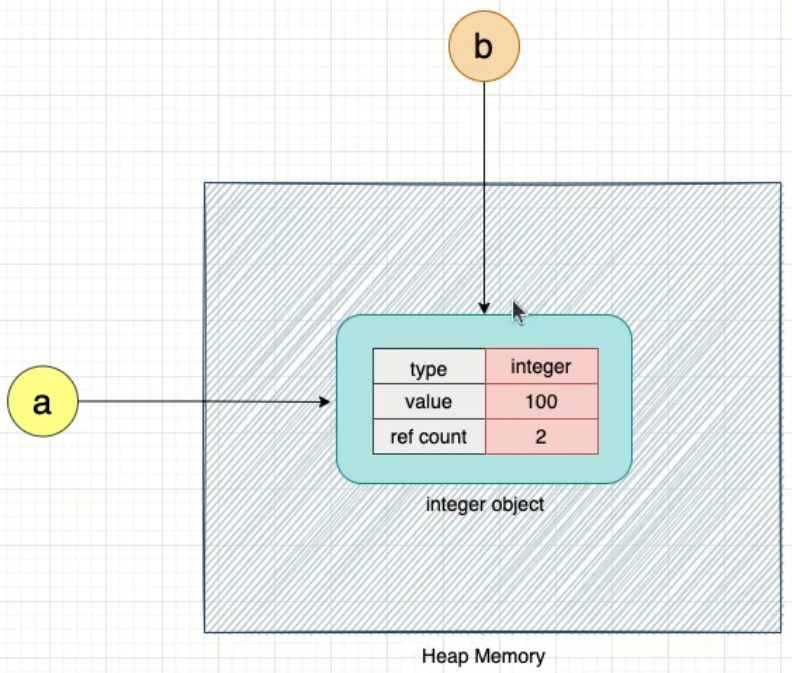 b
a
type integer
value 100
ref count 2
integer object
Heap Memory